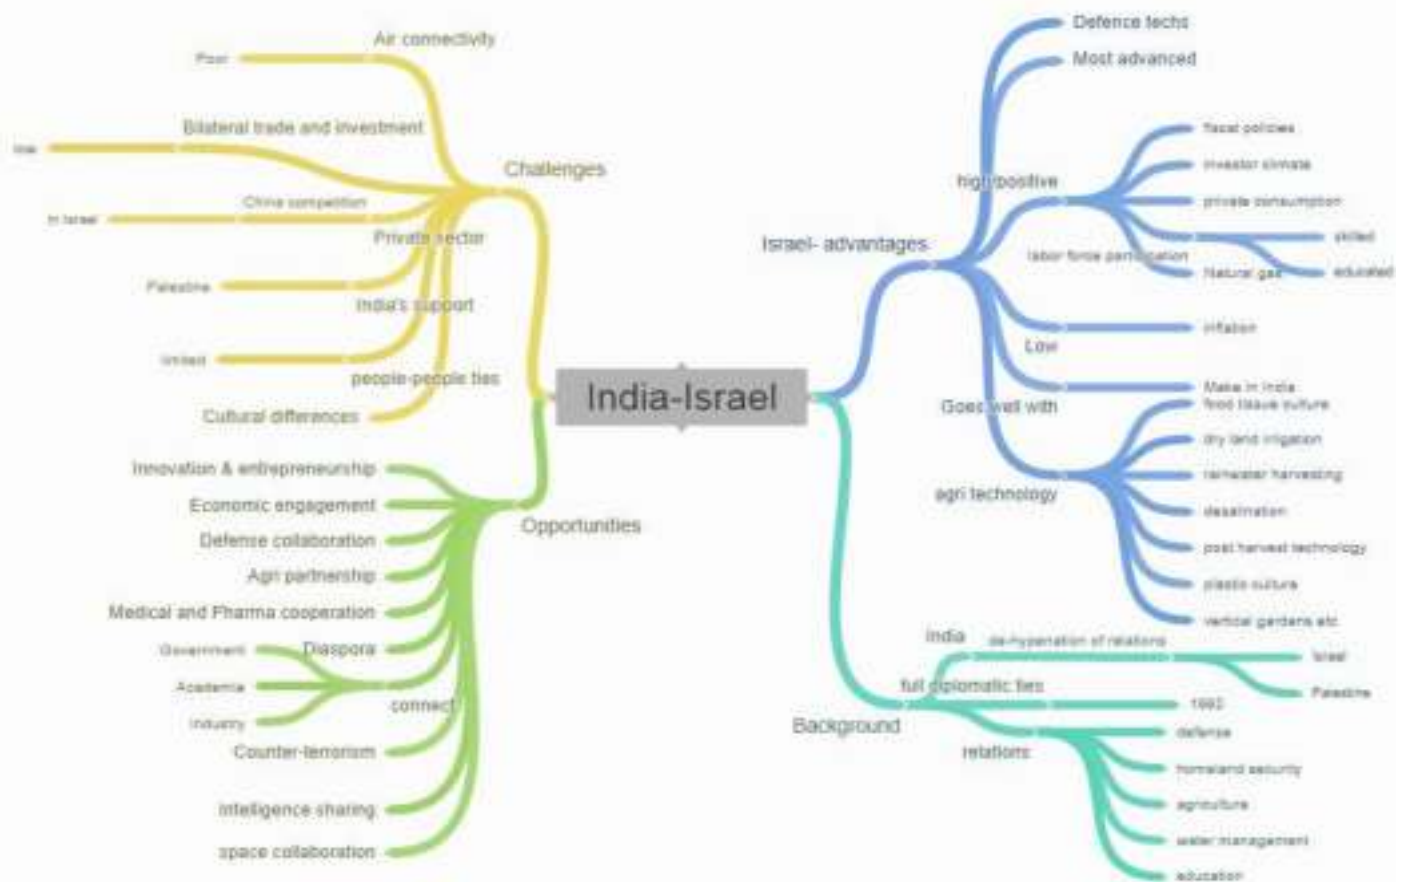 India-Israel
Challenges
Air connectivity
Poor
Bilateral trade and investment
low
China competition
In Israel
Private sector
Palestine
India's support
limited
people-people ties
Cultural differences
Opportunities
Innovation & entrepreneurship
Economic engagement
Defense collaboration
Agri partnership
Medical and Pharma cooperation
Diaspora
connect
Government
Academia
Industry
Counter-terrorism
Intelligence sharing
space collaboration
Israel- advantages
Defence techs
Most advanced
high/positive
fiscal policies
investor climate
private consumption
labor force participation
skilled
educated
Natural gas
Low
inflation
Goes well with
Make in India
agri technology
food tissue culture
dry land irrigation
rainwater harvesting
desalination
post harvest technology
plastic culture
vertical gardens etc
Background
India
de-hypenation of relations
Israel
Palestine
full diplomatic ties
1992
relations
defense
homeland security
agriculture
water management
education